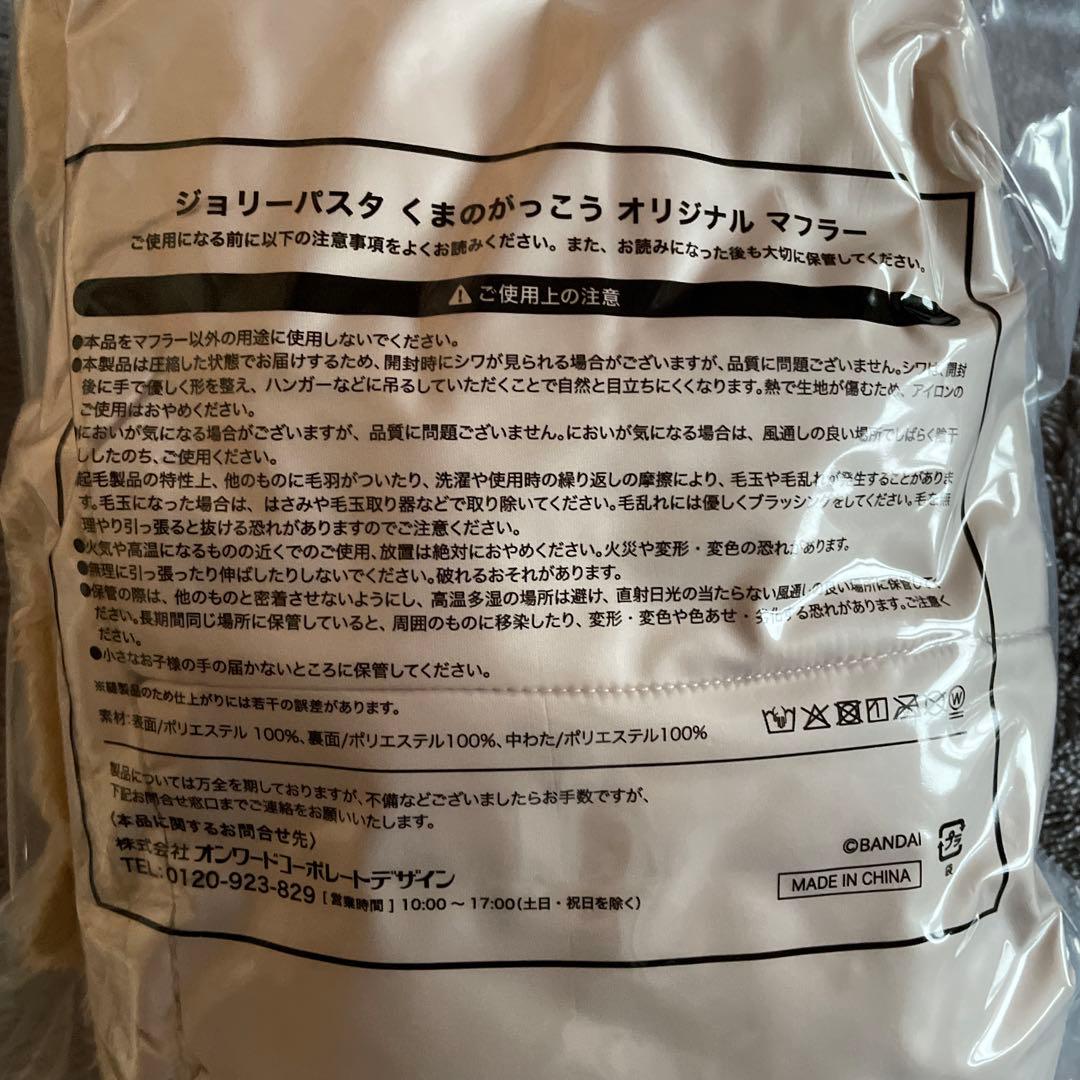 ジョリーパスタ くまのがっこう オリジナル マフラー
ご使用になる前に以下の注意事項をよくお読みください。また、お読みになった後も大切に保管してください。
⚠ご使用上の注意
●本品をマフラー以外の用途に使用しないでください。
●本製品は圧縮した状態でお届けするため、開封時にシワが見られる場合がございますが、品質に問題ございません。シワは、開封
後に手で優しく形を整え、ハンガーなどに吊るしていただくことで自然と目立ちにくくなります。熱で生地が傷むため、アイロンの
ご使用はおやめください。
においが気になる場合がございますが、品質に問題ございません。においが気になる場合は、風通しの良い場所でしばらく陰干
ししたのち、ご使用ください。
起毛製品の特性上、他のものに毛羽がついたり、洗濯や使用時の繰り返しの摩擦により、毛玉や毛乱れが発生することがありま
す。毛玉になった場合は、はさみや毛玉取り器などで取り除いてください。毛乱れには優しくブラッシングをしてください。毛を無
理やり引っ張ると抜ける恐れがありますのでご注意ください。
●火気や高温になるものの近くでのご使用、放置は絶対におやめください。火災や変形・変色の恐れがあります。
●無理に引っ張ったり伸ばしたりしないでください。破れるおそれがあります。
●保管の際は、他のものと密着させないようにし、高温多湿の場所は避け、直射日光の当たらない風通しの良い場所に保管して
ください。長期間同じ場所に保管していると、周囲のものに移染したり、変形・変色や色あせ・劣化する恐れがあります。ご注意く
ださい。
●小さなお子様の手の届かないところに保管してください。
※縫製品のため仕上がりには若干の誤差があります。
素材:表面/ポリエステル 100%、裏面/ポリエステル100%、中わた/ポリエステル100%
W
製品については万全を期しておりますが、不備などございましたらお手数ですが、
下記お問合せ窓口までご連絡をお願いいたします。
〈本品に関するお問合せ先〉
株式会社 オンワードコーポレートデザイン
TEL:0120-923-829 [営業時間] 10:00〜17:00(土日・祝日を除く)
©BANDAI
プラ
袋
MADE IN CHINA